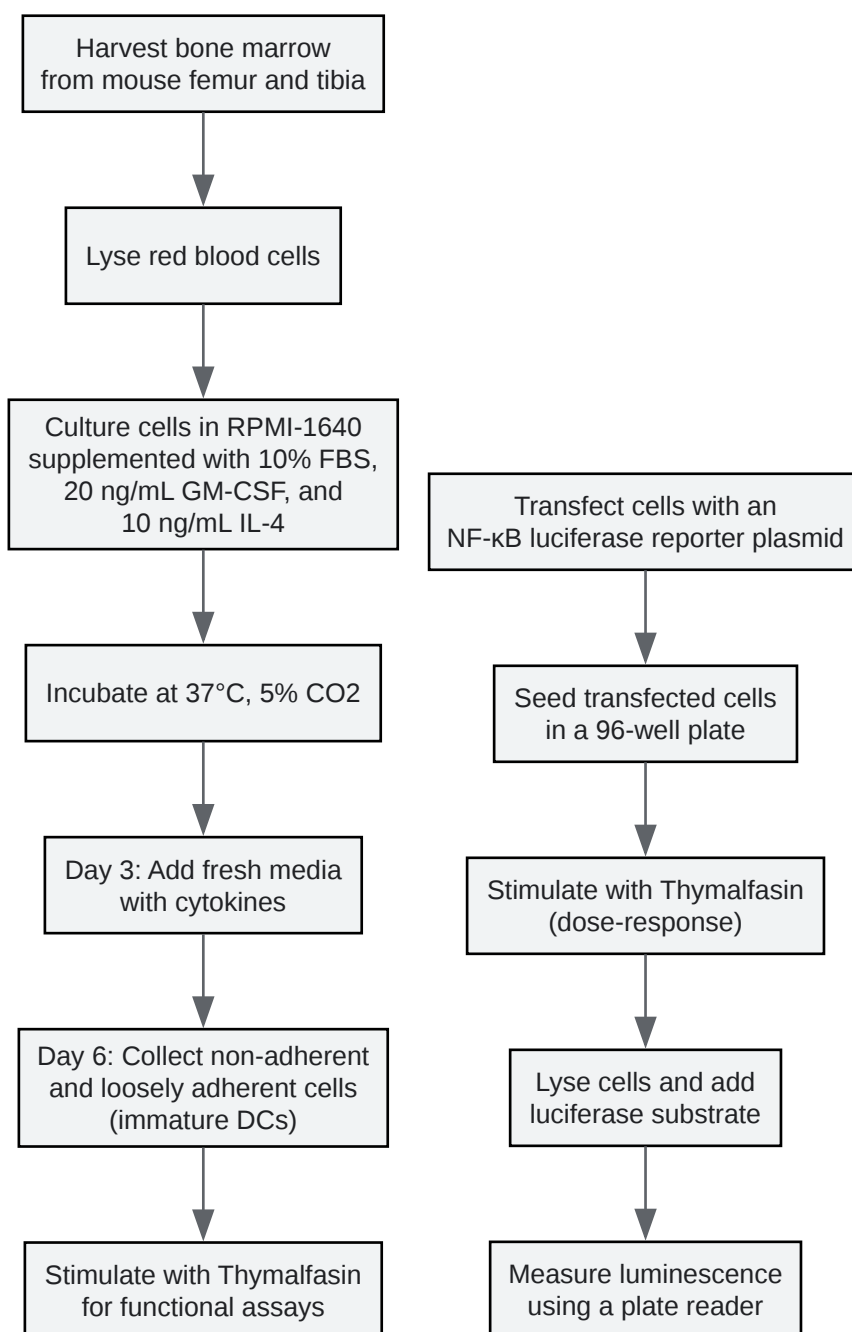 Harvest bone marrow
from mouse femur and tibia
Lyse red blood cells
Culture cells in RPMI-1640
supplemented with 10% FBS,
20 ng/mL GM-CSF, and
10 ng/mL IL-4
Incubate at 37°C, 5% CO2
Day 3: Add fresh media
with cytokines
Day 6: Collect non-adherent
and loosely adherent cells
(immature DCs)
Stimulate with Thymalfasin
for functional assays
Transfect cells with an
NF-κB luciferase reporter plasmid
Seed transfected cells
in a 96-well plate
Stimulate with Thymalfasin
(dose-response)
Lyse cells and add
luciferase substrate
Measure luminescence
using a plate reader